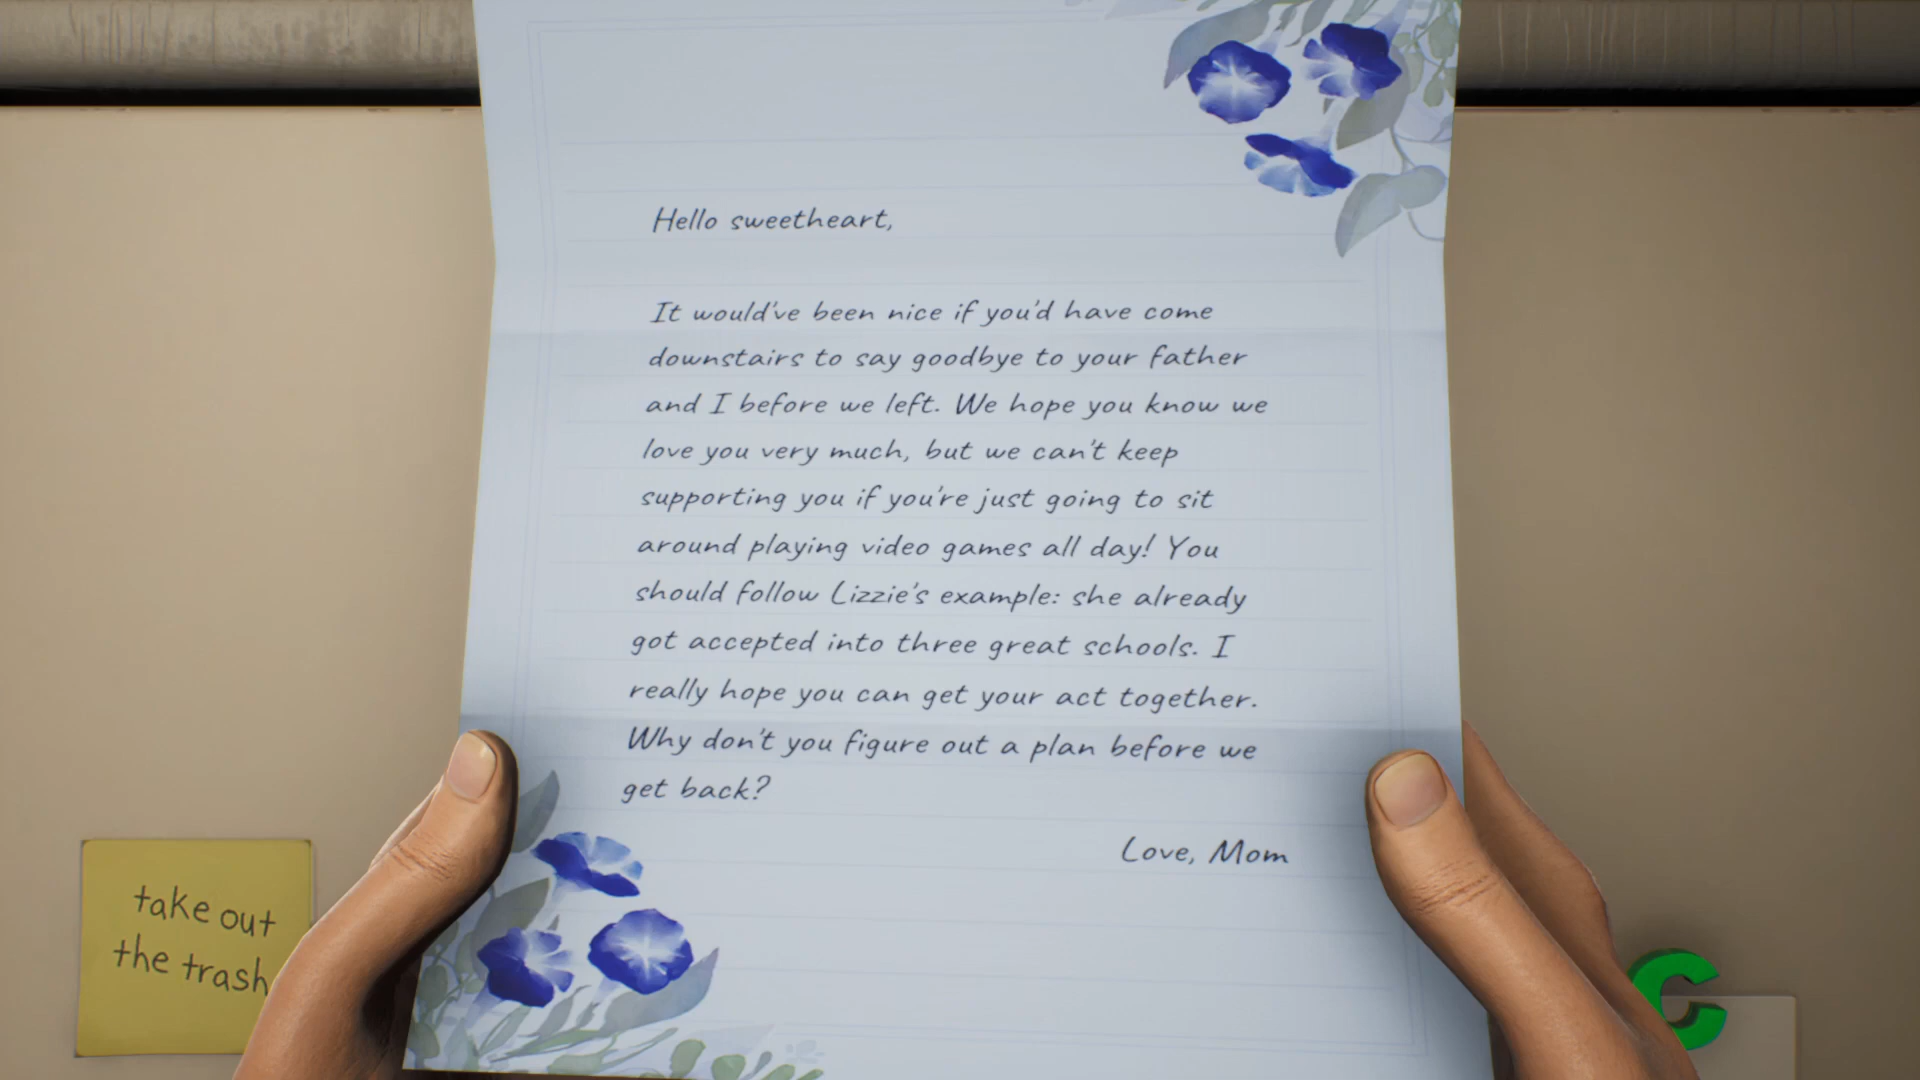 Hello sweetheart,
It would've been nice if you'd have come
downstairs to say goodbye to your father
and I before we left. We hope you know we
love you very much, but we can't keep
supporting you if you're just going to sit
around playing video games all day! You
should follow Lizzie's example: she already
got accepted into three great schools. I
really hope you can get your act together.
Why don't you figure out a plan before we
get back?
Love, Mom
take out
the trash
C